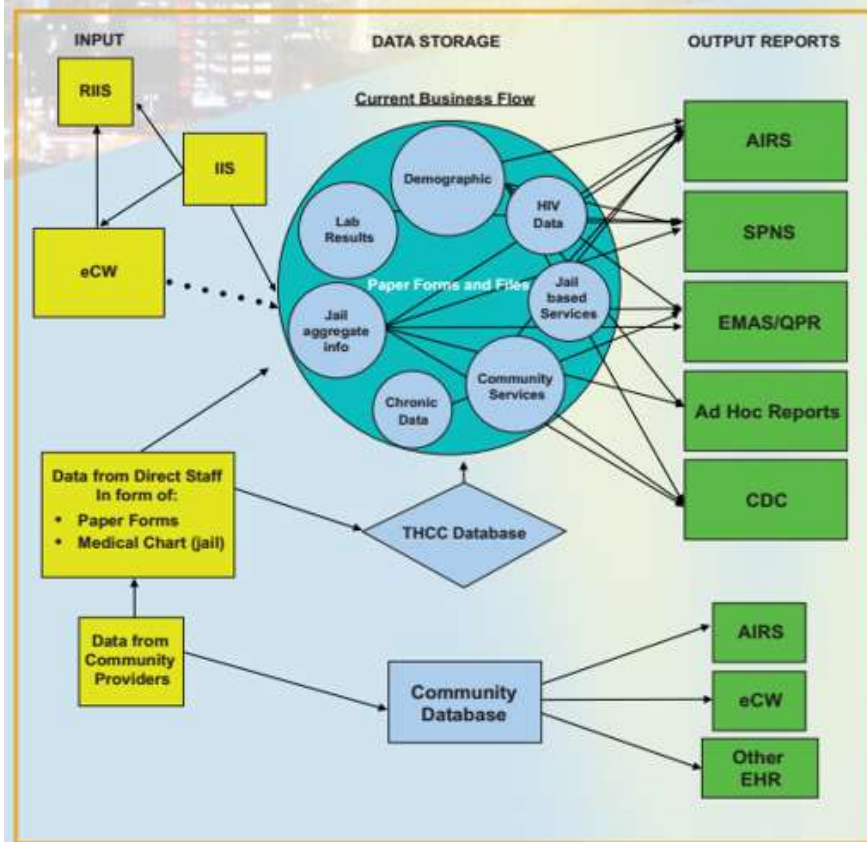 INPUT
DATA STORAGE
OUTPUT REPORTS
RIIS
IIS
eCW
Current Business Flow
Demographic
Lab
Results
HIV
Data
Paper Forms and Files
Jail
based
Services
Jail
aggregate
info
Community
Services
Chronic
Data
AIRS
SPNS
EMAS/QPR
Ad Hoc Reports
CDC
Data from Direct Staff
In form of:
• Paper Forms
• Medical Chart (jail)
THCC Database
Data from
Community
Providers
Community
Database
AIRS
eCW
Other
EHR